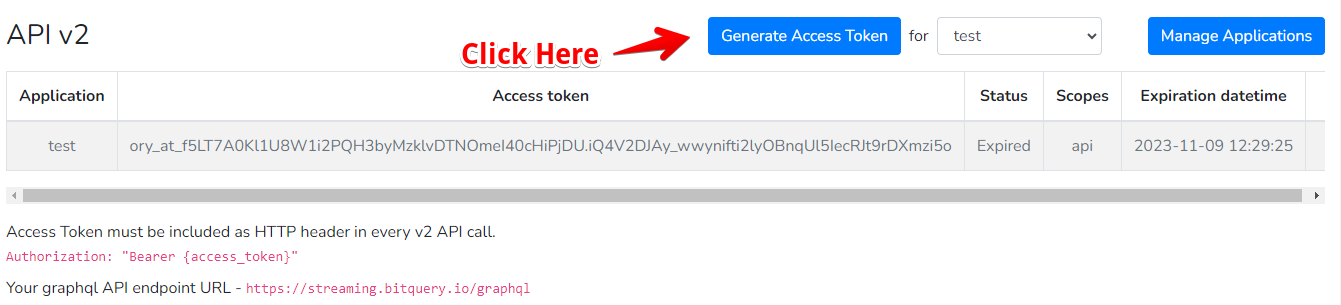 API v2
Generate Access Token for test Manage Applications
Click Here
Application Access token Status Scopes Expiration datetime
test ory_at_f5LT7A0Kl1U8W1i2PQH3byMzklvDTNOmeI40cHiPjDU.iQ4V2DJAy_wwynifti2lyOBnqUl5IecRJt9rDXmzi5o Expired api 2023-11-09 12:29:25
Access Token must be included as HTTP header in every v2 API call.
Authorization: "Bearer {access_token}"
Your graphql API endpoint URL - https://streaming.bitquery.io/graphql